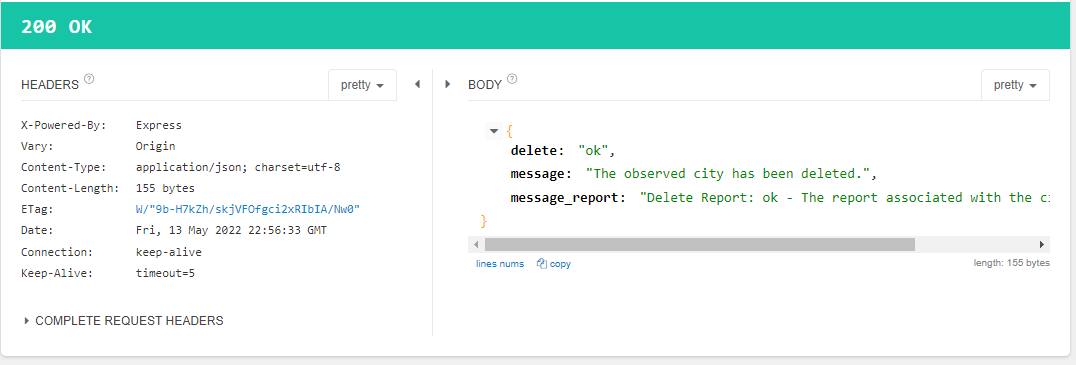 200 OK
HEADERS ?
pretty
X-Powered-By: Express
Vary: Origin
Content-Type: application/json; charset=utf-8
Content-Length: 155 bytes
ETag: W/"9b-H7kZh/skjVFOfgci2xRIbIA/Nw0"
Date: Fri, 13 May 2022 22:56:33 GMT
Connection: keep-alive
Keep-Alive: timeout=5
COMPLETE REQUEST HEADERS
BODY ?
pretty
{
delete: "ok",
message: "The observed city has been deleted.",
message_report: "Delete Report: ok - The report associated with the ci
}
lines nums copy length: 155 bytes